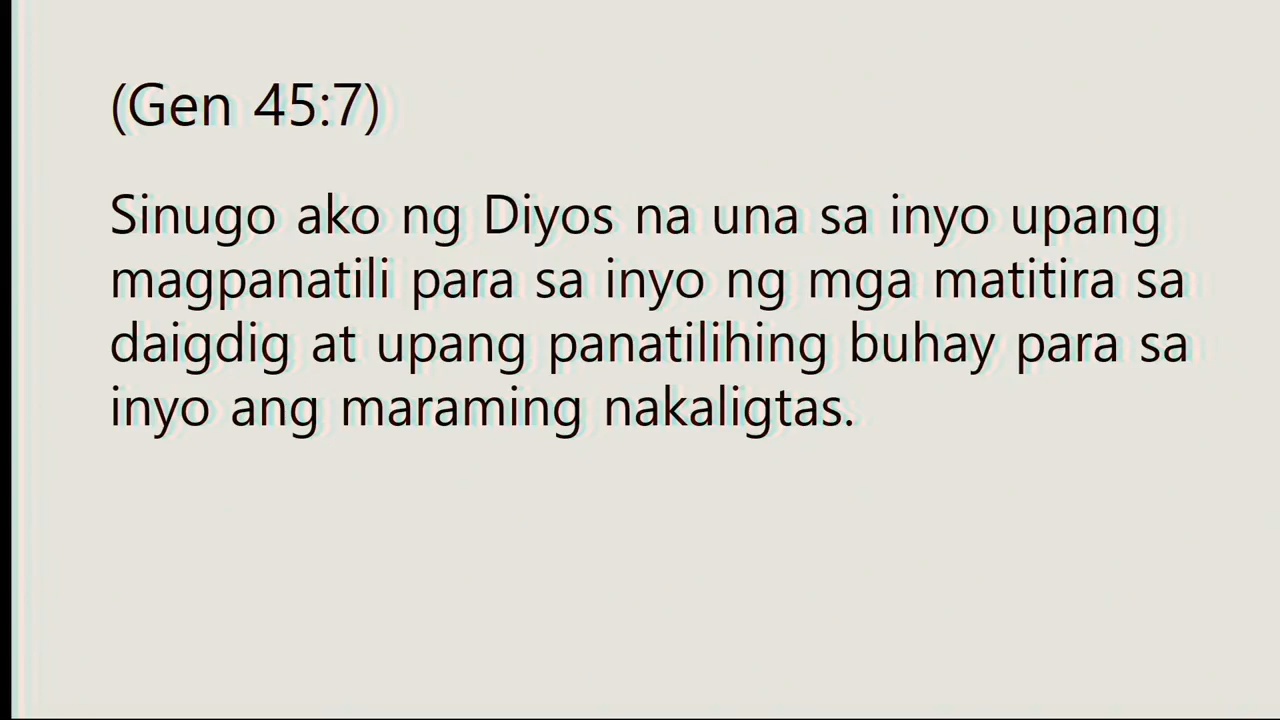 (Gen 45:7)
Sinugo ako ng Diyos na una sa inyo upang
magpanatili para sa inyo ng mga matitira sa
daigdig at upang panatilihing buhay para sa
inyo ang maraming nakaligtas.